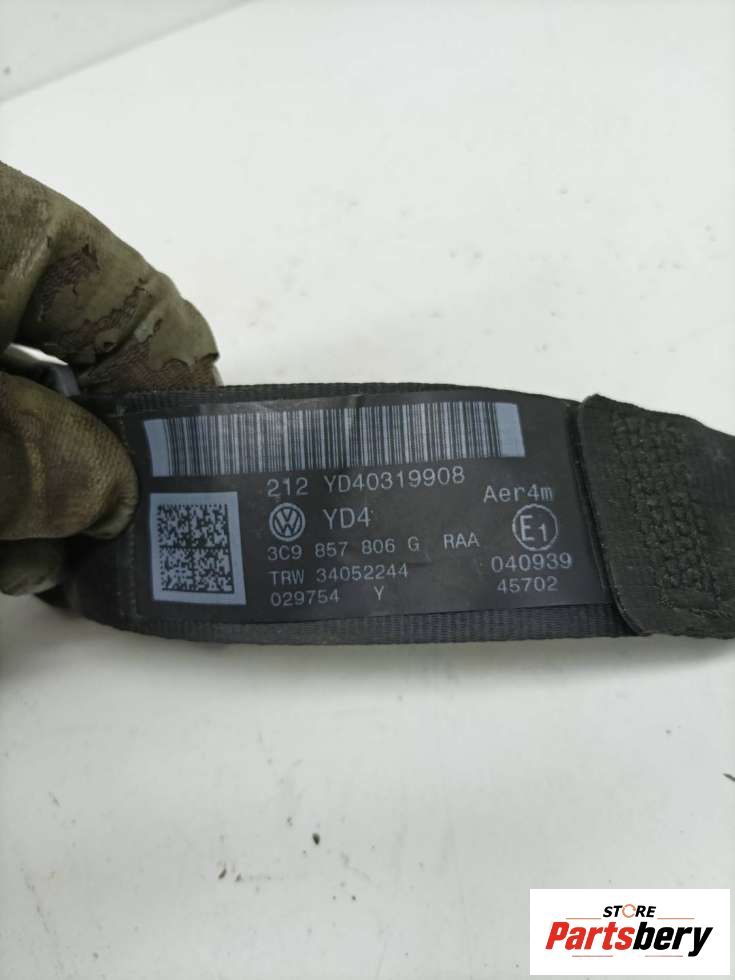 212 YD40319908
YD4
3C9 857 806 G RAA
TRW 34052244
029754 Y
Aer4m
E1
040939
45702
STORE
Partsbery